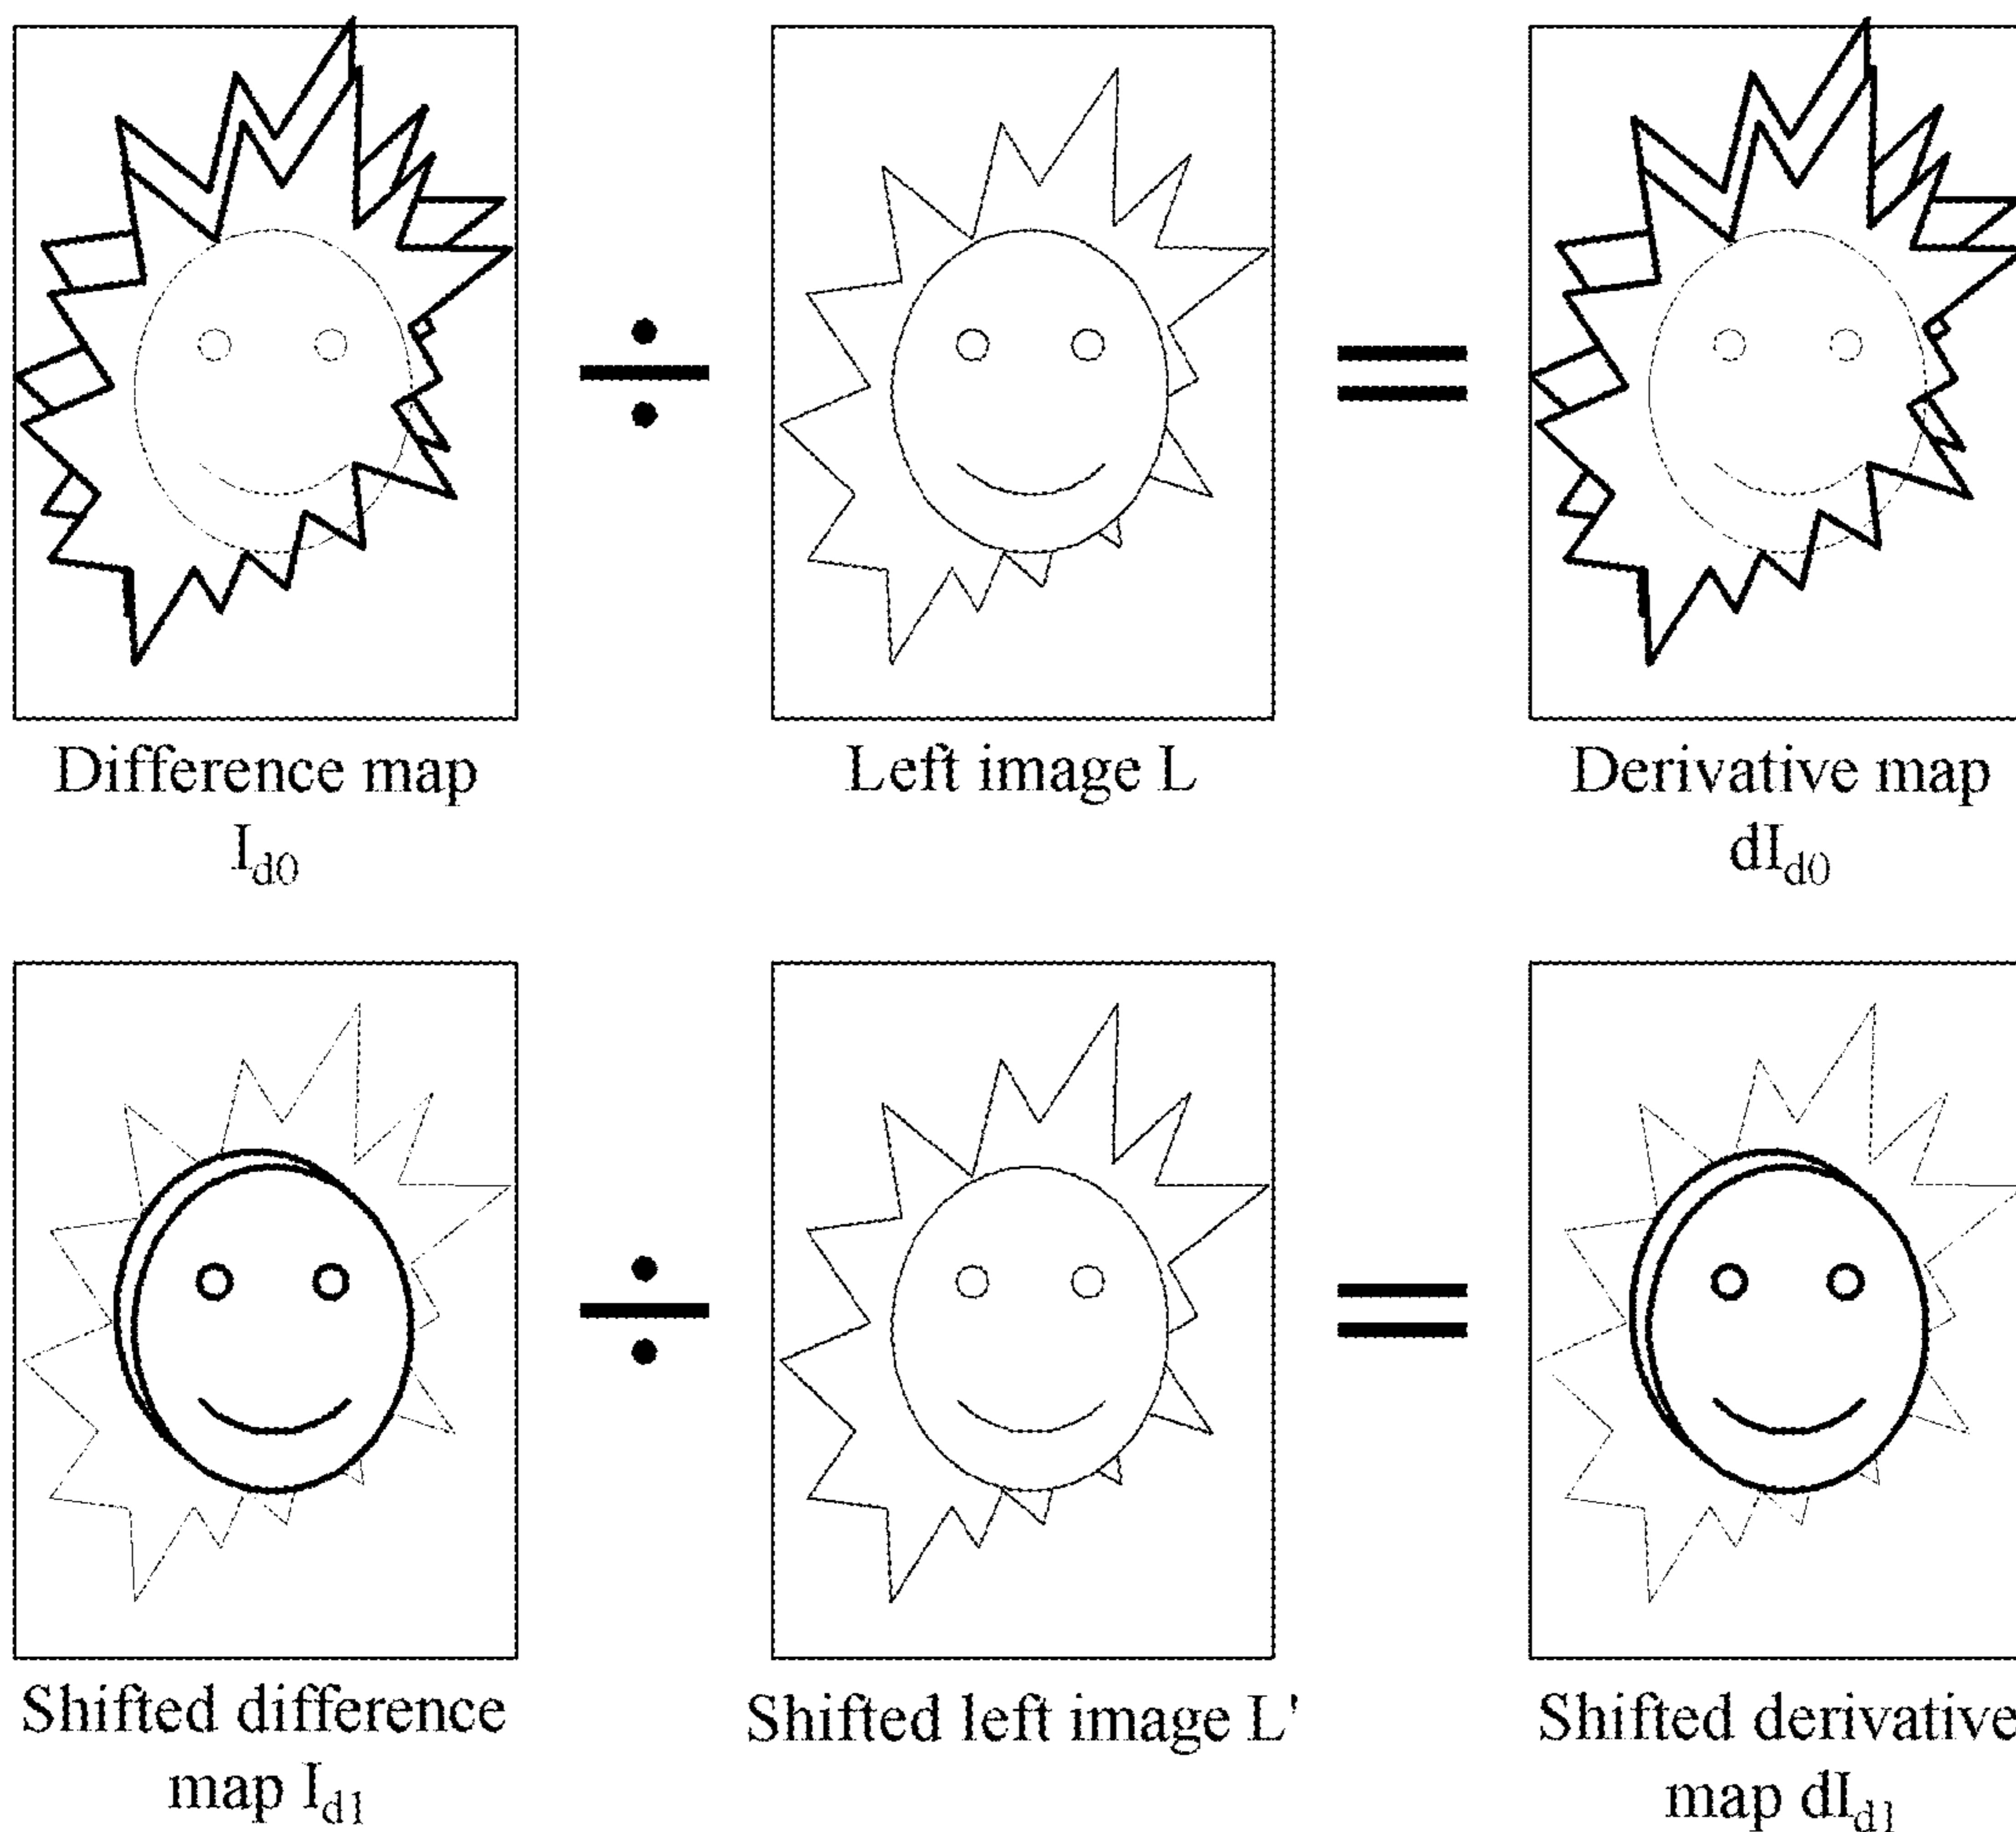 Difference map
I_d0
Left image L
Derivative map
dI_d0
Shifted difference
map I_d1
Shifted left image L'
Shifted derivative
map dI_d1